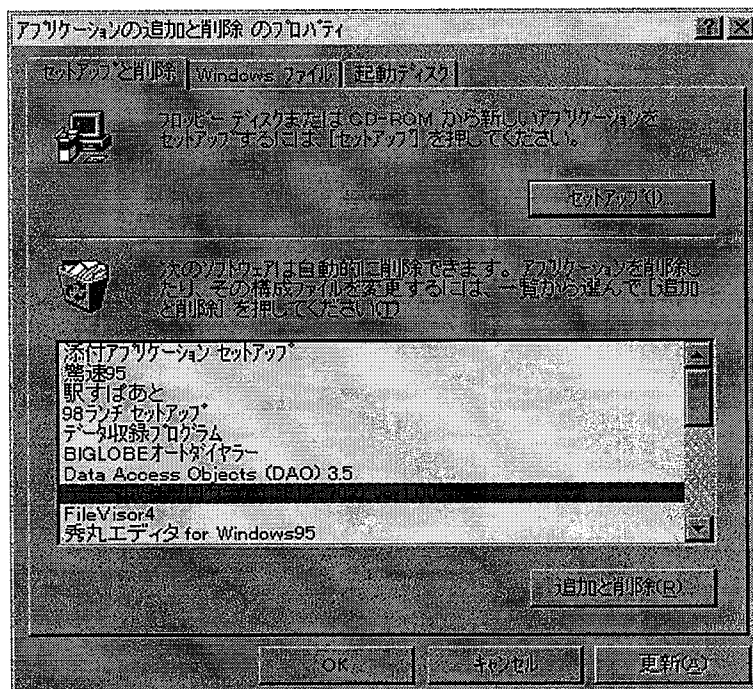 アプリケーションの追加と削除 のプロパティ
セットアップと削除
Windows ファイル
起動ディスク
フロッピー ディスクまたは CD-ROM から新しいアプリケーションを
セットアップするには、[セットアップ] を押してください。
セットアップ(I)...
次のソフトウェアは自動的に削除できます。アプリケーションを削除し
たり、その構成ファイルを変更するには、一覧から選んで [追加
と削除] を押してください(T)
添付アプリケーション セットアップ
驚速95
駅すぱあと
98ランチ セットアップ
データ収録プログラム
BIGLOBEオートダイヤラー
Data Access Objects (DAO) 3.5
Ver1.00
FileVisor4
秀丸エディタ for Windows95
追加と削除(R)...
OK
キャンセル
更新(A)